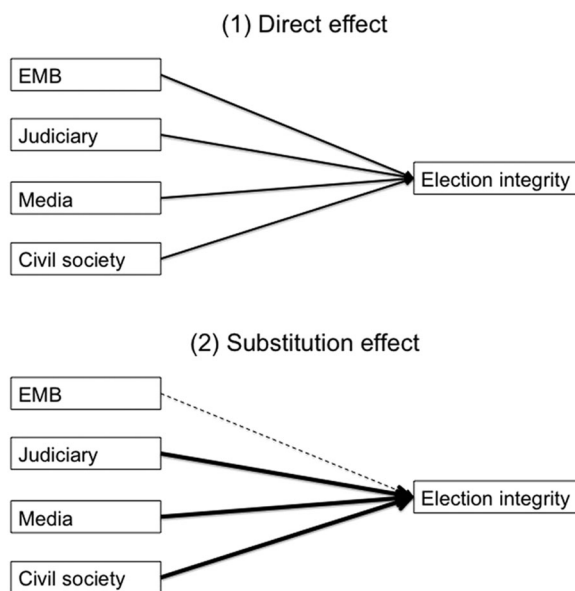 (1) Direct effect
EMB
Judiciary
Media
Civil society
Election integrity
(2) Substitution effect
EMB
Judiciary
Media
Civil society
Election integrity